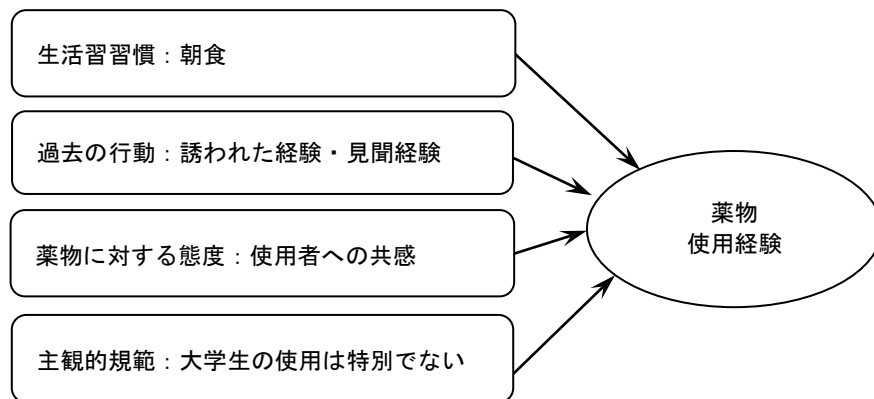 生活習習慣：朝食
過去の行動：誘われた経験・見聞経験
薬物に対する態度：使用者への共感
主観的規範：大学生の使用は特別でない
薬物
使用経験